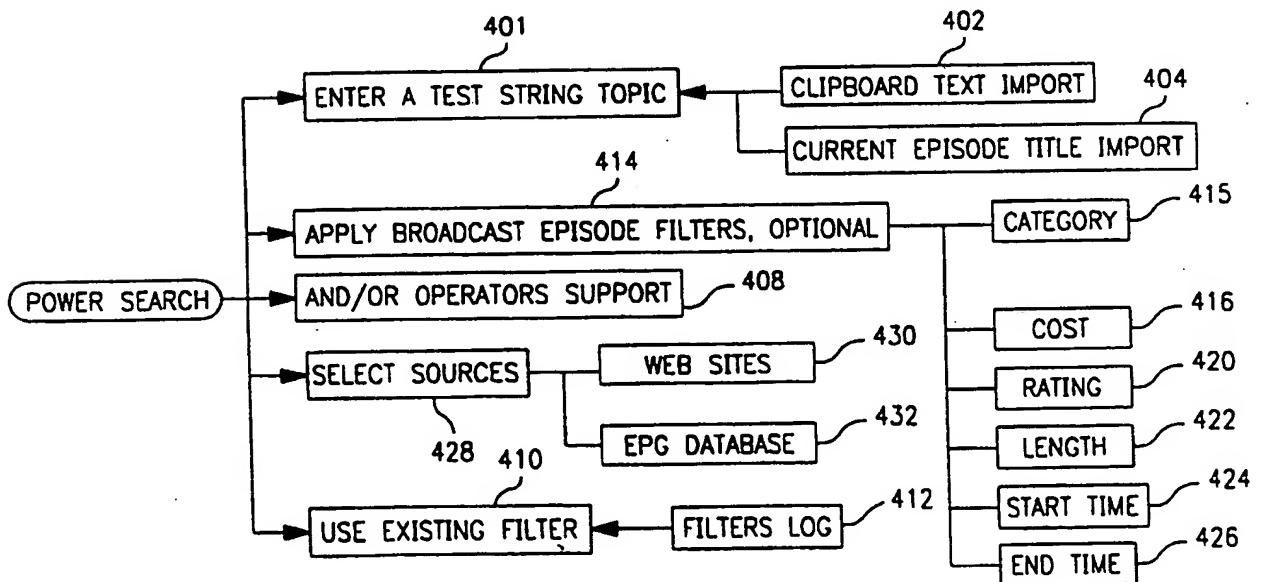 401
ENTER A TEST STRING TOPIC
402
CLIPBOARD TEXT IMPORT
404
CURRENT EPISODE TITLE IMPORT
414
APPLY BROADCAST EPISODE FILTERS, OPTIONAL
CATEGORY
415
POWER SEARCH
AND/OR OPERATORS SUPPORT
408
COST
416
SELECT SOURCES
428
WEB SITES
430
RATING
420
EPG DATABASE
432
LENGTH
422
410
USE EXISTING FILTER
FILTERS LOG
412
START TIME
424
END TIME
426